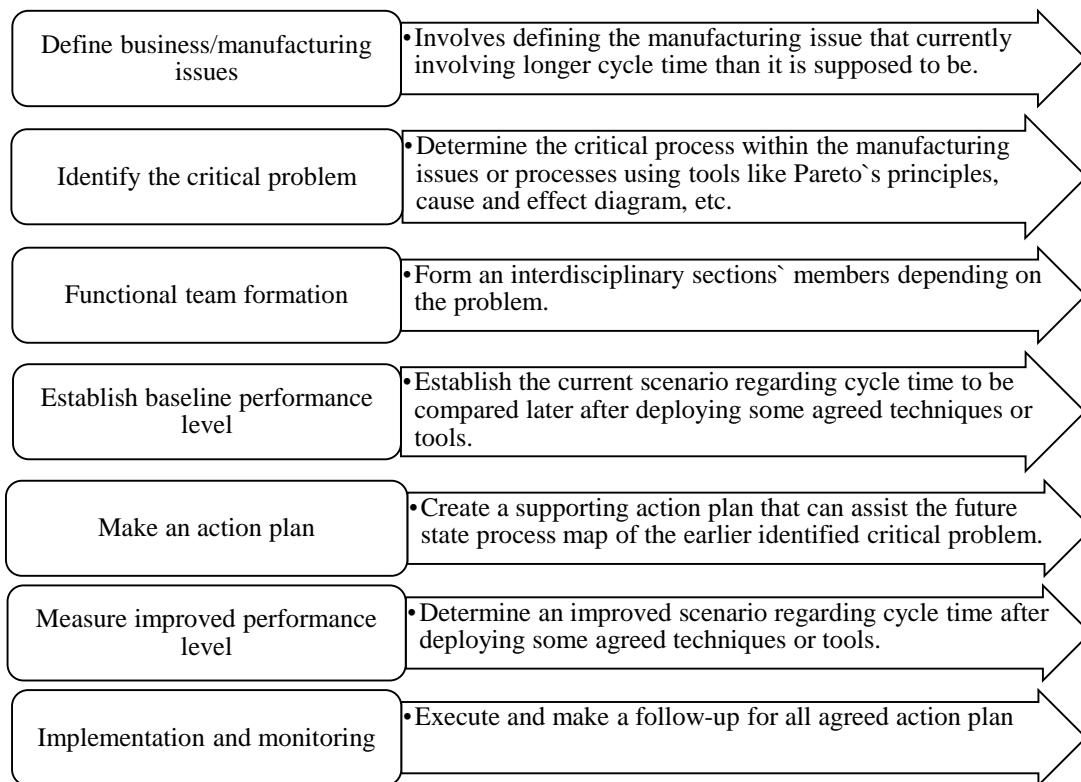 Define business/manufacturing
issues
•Involves defining the manufacturing issue that currently
involving longer cycle time than it is supposed to be.
Identify the critical problem
•Determine the critical process within the manufacturing
issues or processes using tools like Pareto`s principles,
cause and effect diagram, etc.
Functional team formation
•Form an interdisciplinary sections` members depending on
the problem.
Establish baseline performance
level
•Establish the current scenario regarding cycle time to be
compared later after deploying some agreed techniques or
tools.
Make an action plan
•Create a supporting action plan that can assist the future
state process map of the earlier identified critical problem.
Measure improved performance
level
•Determine an improved scenario regarding cycle time after
deploying some agreed techniques or tools.
Implementation and monitoring
•Execute and make a follow-up for all agreed action plan